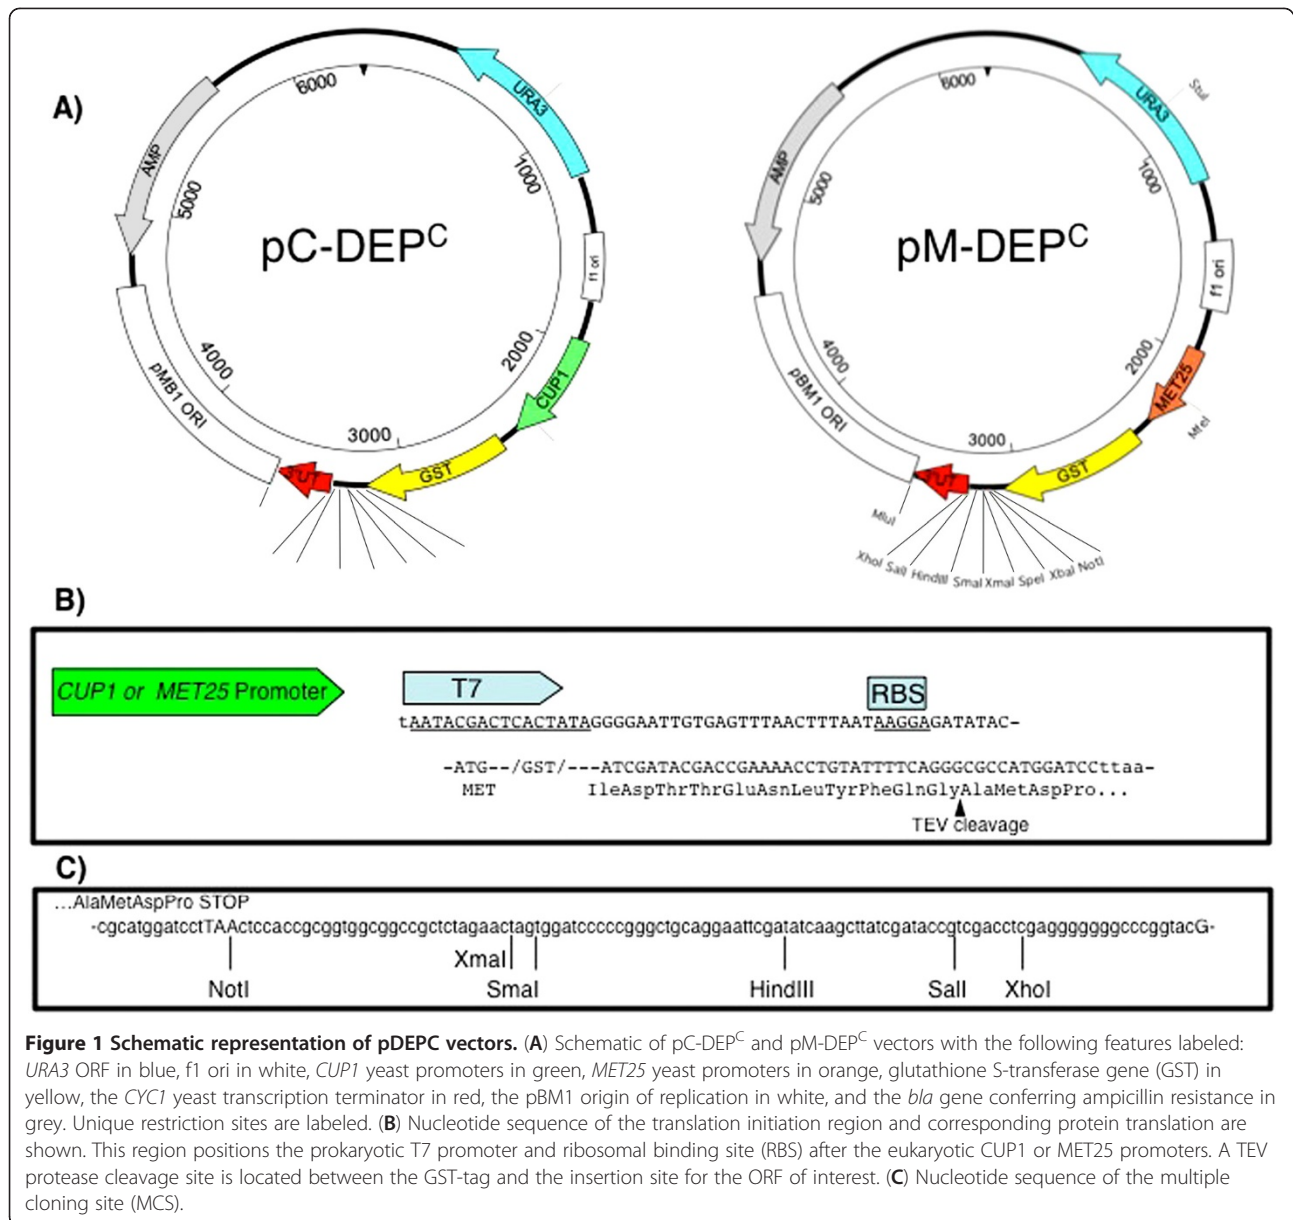 A)
6000
URA3
1000
AMP
5000
pC-DEPC
f1 ori
2000
4000
CUP1
pMB1 ORI
3000
GST
6000
URA3
StuI
1000
AMP
5000
pM-DEPC
f1 ori
2000
4000
MET25
pBM1 ORI
MfeI
3000
GST
MluI
XhoI SalI HindIII SmaI XmaI SpeI XbaI NotI
B)
CUP1 or MET25 Promoter
T7
RBS
tAATACGACTCACTATAGGGGAATTGTGAGTTTAACTTTAATAAGGAGATATAC-
-ATG--/GST/---ATCGATACGACCGAAAACCTGTATTTTCAGGGCGCCATGGATCCttaa-
MET IleAspThrThrGluAsnLeuTyrPheGlnGlyAlaMetAspPro...
TEV cleavage
C)
...AlaMetAspPro STOP
-cgcatggatcctTAActccaccgcggtggcggccgctctagaactagtggatcccccgggctgcaggaattcgatatcaagcttatcgataccgtcgacctcgagggggggcccggtacG-
XmaI
NotI SmaI HindIII SalI XhoI
Figure 1 Schematic representation of pDEPC vectors. (A) Schematic of pC-DEPC and pM-DEPC vectors with the following features labeled:
URA3 ORF in blue, f1 ori in white, CUP1 yeast promoters in green, MET25 yeast promoters in orange, glutathione S-transferase gene (GST) in
yellow, the CYC1 yeast transcription terminator in red, the pBM1 origin of replication in white, and the bla gene conferring ampicillin resistance in
grey. Unique restriction sites are labeled. (B) Nucleotide sequence of the translation initiation region and corresponding protein translation are
shown. This region positions the prokaryotic T7 promoter and ribosomal binding site (RBS) after the eukaryotic CUP1 or MET25 promoters. A TEV
protease cleavage site is located between the GST-tag and the insertion site for the ORF of interest. (C) Nucleotide sequence of the multiple
cloning site (MCS).